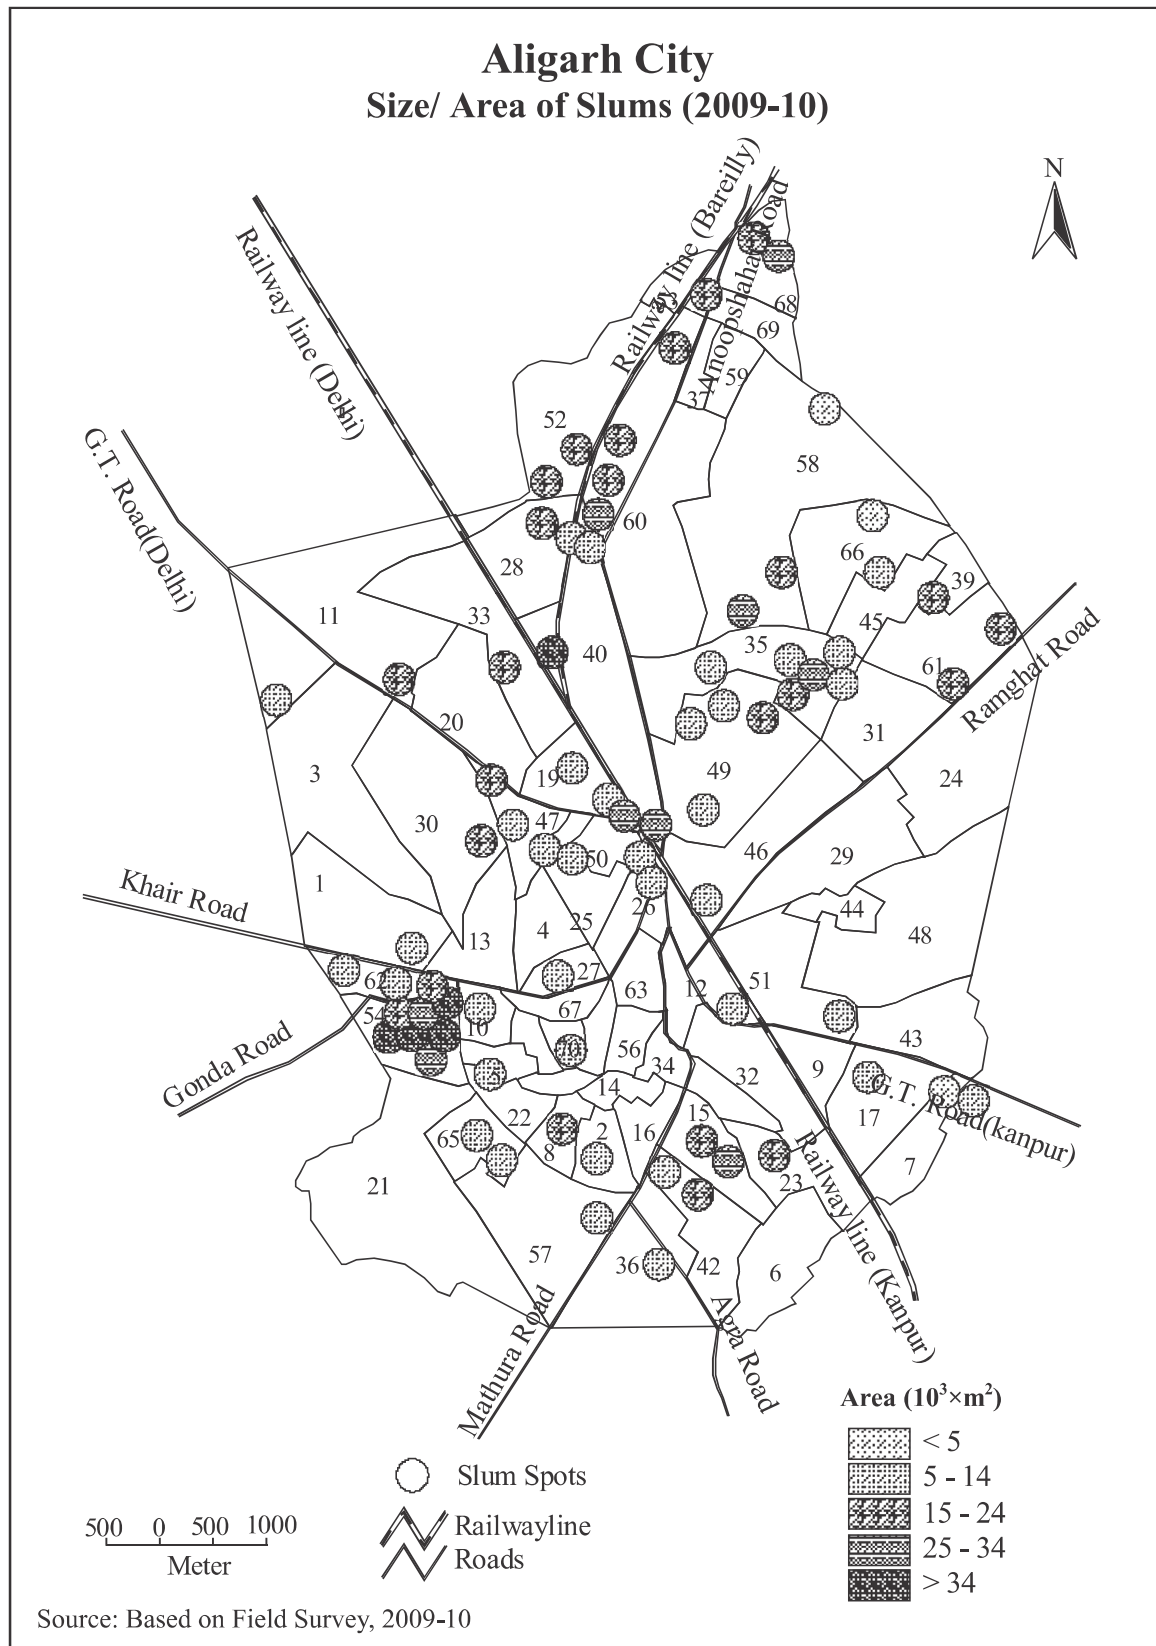 Aligarh City
Size/ Area of Slums (2009-10)
N
Railway line (Bareilly)
Anoopshahar Road
Railway line (Delhi)
G.T. Road(Delhi)
68
69
59
37
52
58
60
66
28
39
11
33
45
40
35
61
Ramghat Road
20
31
3
19
49
24
30
47
50
46
29
1
Khair Road
26
44
13
4
25
48
27
62
63
12
51
54
67
10
43
Gonda Road
70
56
34
32
9
5
14
G.T. Road(kanpur)
22
15
17
65
8
2
16
7
21
23
57
36
42
6
Railway line (Kanpur)
Mathura Road
Agra Road
Area (10³×m²)
< 5
5 - 14
15 - 24
25 - 34
> 34
Slum Spots
Railwayline
Roads
500 0 500 1000
Meter
Source: Based on Field Survey, 2009-10